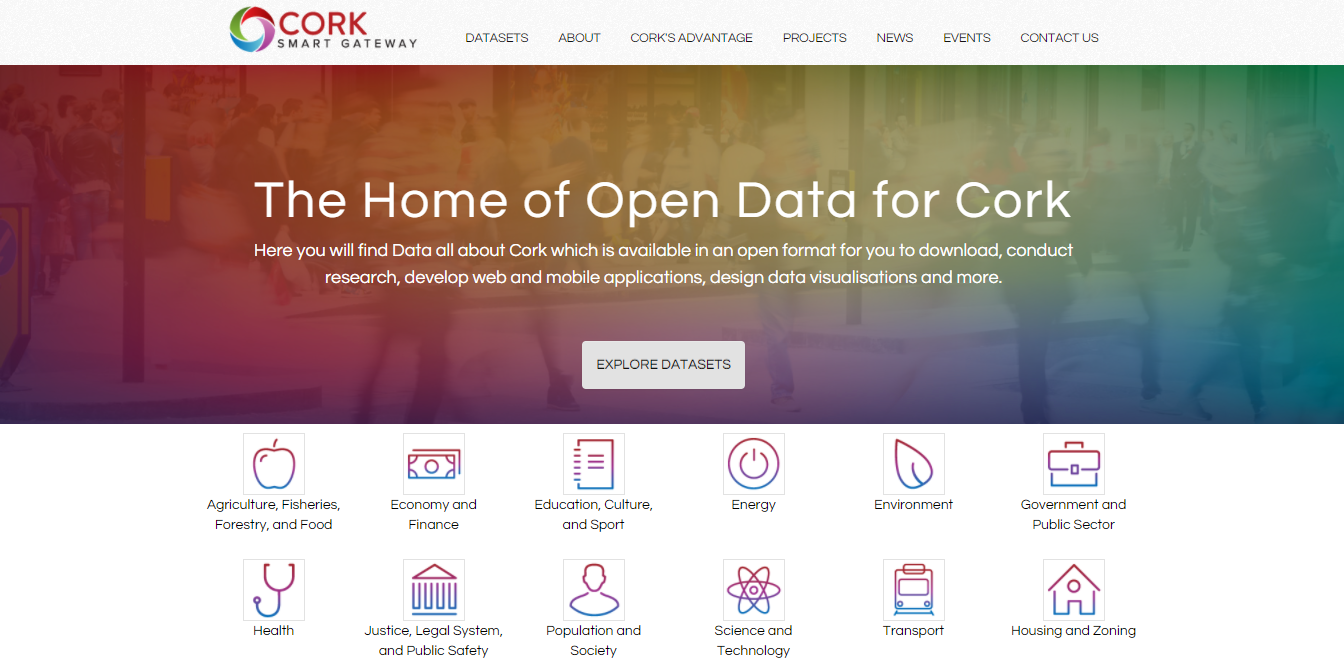 CORK
SMART GATEWAY
DATASETS ABOUT CORK'S ADVANTAGE PROJECTS NEWS EVENTS CONTACT US
The Home of Open Data for Cork
Here you will find Data all about Cork which is available in an open format for you to download, conduct
research, develop web and mobile applications, design data visualisations and more.
EXPLORE DATASETS
Agriculture, Fisheries,
Forestry, and Food
Economy and
Finance
Education, Culture,
and Sport
Energy
Environment
Government and
Public Sector
Health
Justice, Legal System,
and Public Safety
Population and
Society
Science and
Technology
Transport
Housing and Zoning